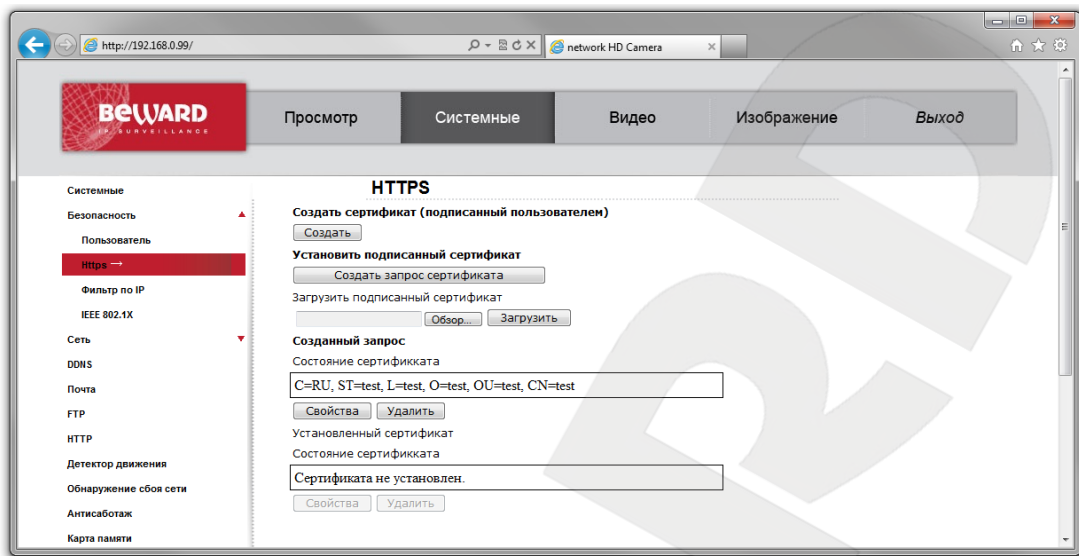 http://192.168.0.99/
network HD Camera
BEWARD
IP SURVEILLANCE
Просмотр
Системные
Видео
Изображение
Выход
Системные
Безопасность
Пользователь
Https →
Фильтр по IP
IEEE 802.1X
Сеть
DDNS
Почта
FTP
HTTP
Детектор движения
Обнаружение сбоя сети
Антисаботаж
Карта памяти
HTTPS
Создать сертификат (подписанный пользователем)
Создать
Установить подписанный сертификат
Создать запрос сертификата
Загрузить подписанный сертификат
Обзор... Загрузить
Созданный запрос
Состояние сертификката
C=RU, ST=test, L=test, O=test, OU=test, CN=test
Свойства Удалить
Установленный сертификат
Состояние сертификката
Сертификата не установлен.
Свойства Удалить